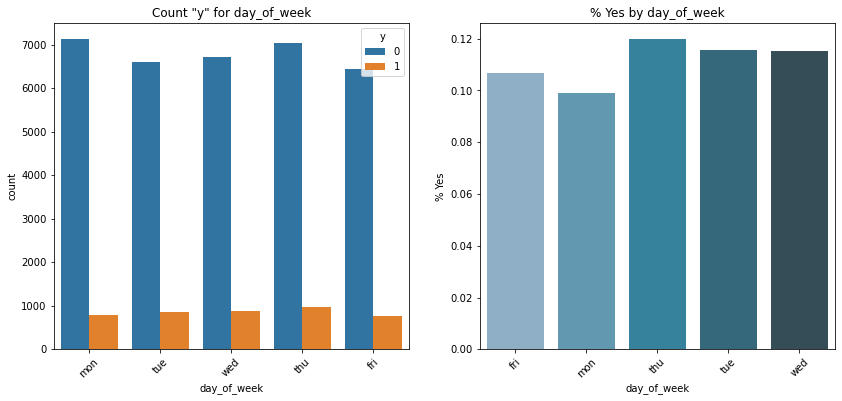 Count "y" for day_of_week
y
0
1
7000
6000
5000
4000
3000
2000
1000
0
count
mon
tue
wed
thu
fri
day_of_week
% Yes by day_of_week
0.12
0.10
0.08
0.06
0.04
0.02
0.00
% Yes
fri
mon
thu
tue
wed
day_of_week